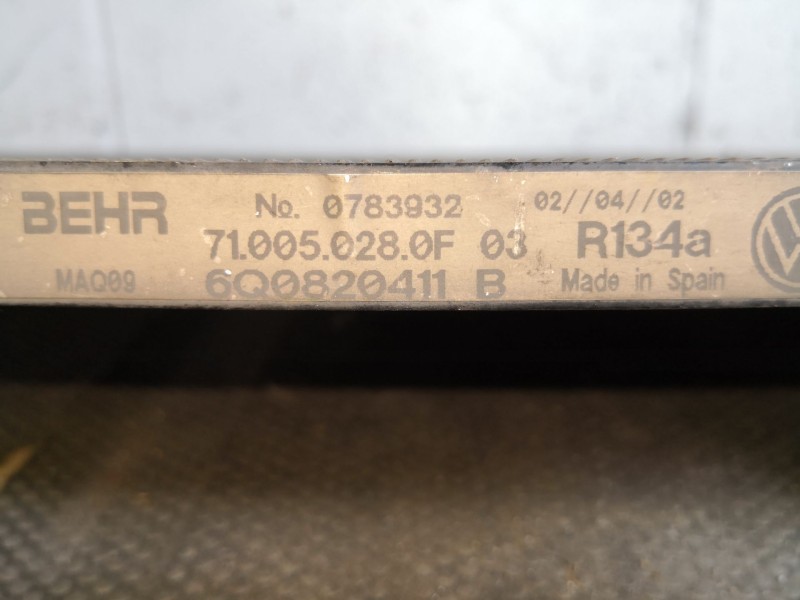 BEHR No. 0783932 02//04//02
71.005.028.0F 03 R134a
MAQ09 6Q0820411 B Made in Spain